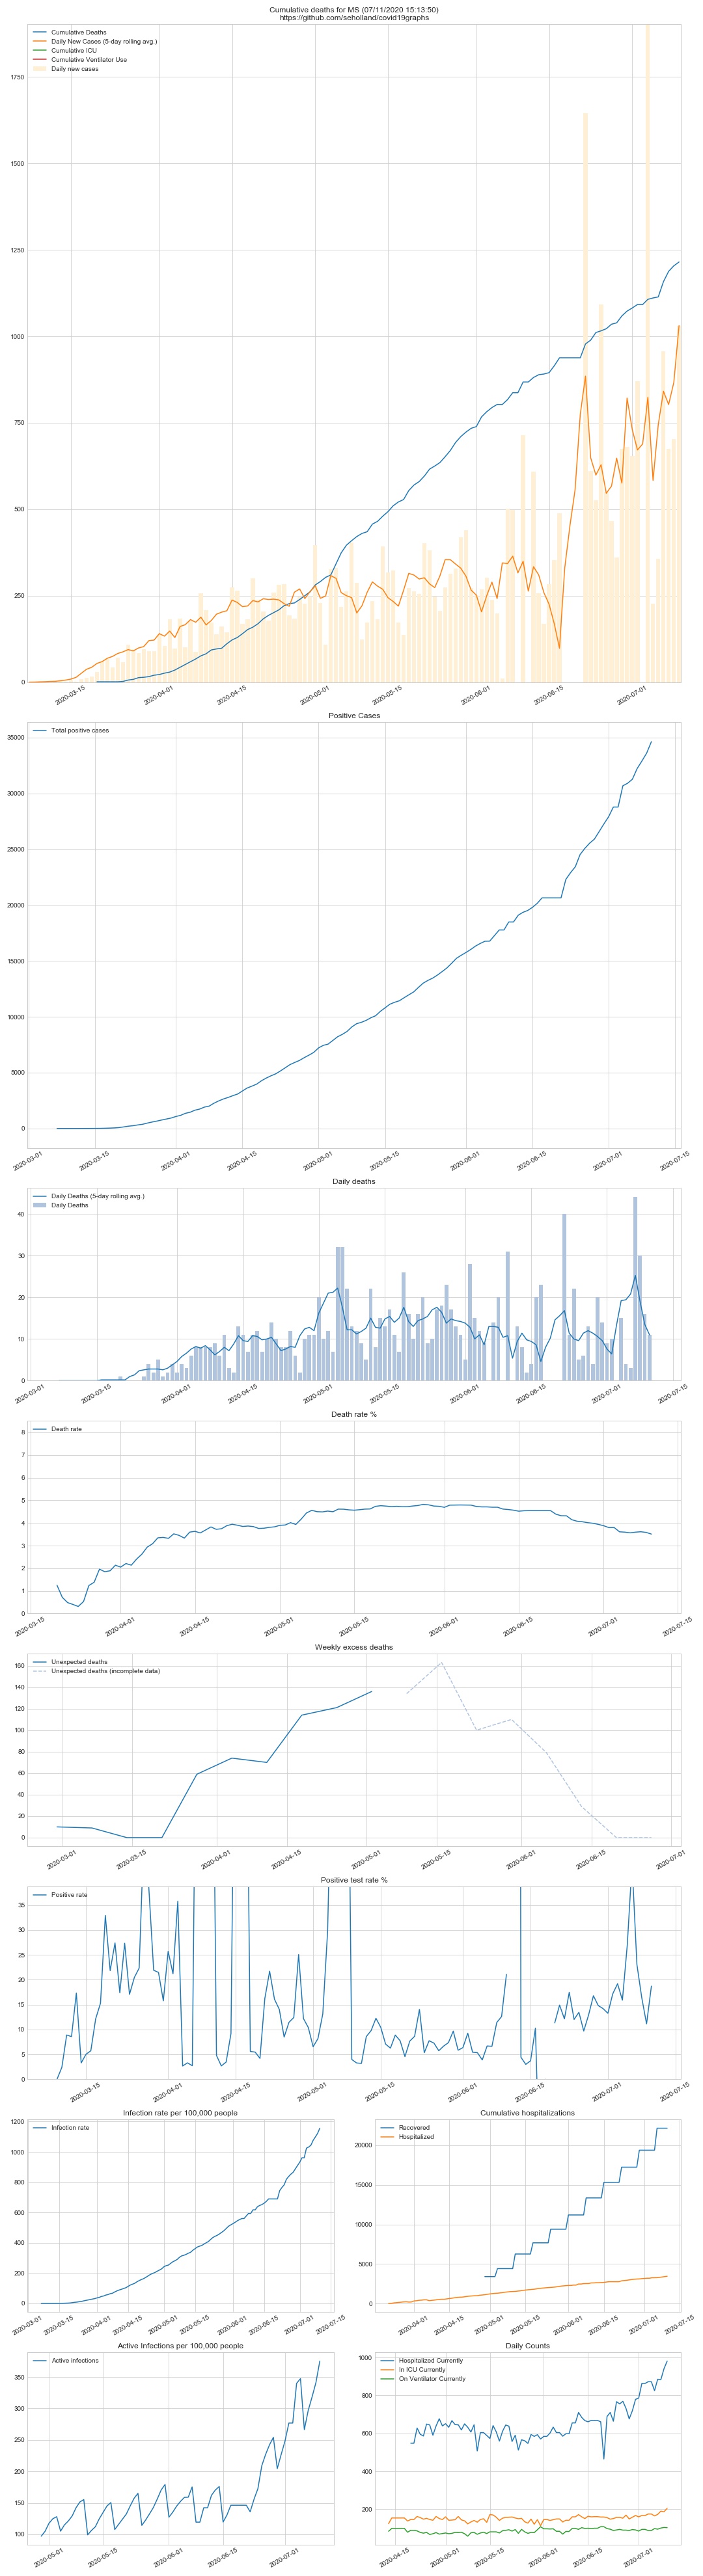 Cumulative deaths for MS (07/11/2020 15:13:50)
https://github.com/seholland/covid19graphs
Cumulative Deaths
Daily New Cases (5-day rolling avg.)
Cumulative ICU
Cumulative Ventilator Use
Daily new cases
1750
1500
1250
1000
750
500
250
0
2020-03-15 2020-04-01 2020-04-15 2020-05-01 2020-05-15 2020-06-01 2020-06-15 2020-07-01
Positive Cases
Total positive cases
35000
30000
25000
20000
15000
10000
5000
0
2020-03-01 2020-03-15 2020-04-01 2020-04-15 2020-05-01 2020-05-15 2020-06-01 2020-06-15 2020-07-01 2020-07-15
Daily deaths
Daily Deaths (5-day rolling avg.)
Daily Deaths
40
30
20
10
0
2020-03-01 2020-03-15 2020-04-01 2020-04-15 2020-05-01 2020-05-15 2020-06-01 2020-06-15 2020-07-01 2020-07-15
Death rate %
Death rate
8
7
6
5
4
3
2
1
0
2020-03-15 2020-04-01 2020-04-15 2020-05-01 2020-05-15 2020-06-01 2020-06-15 2020-07-01 2020-07-15
Weekly excess deaths
Unexpected deaths
Unexpected deaths (incomplete data)
160
140
120
100
80
60
40
20
0
2020-03-01 2020-03-15 2020-04-01 2020-04-15 2020-05-01 2020-05-15 2020-06-01 2020-06-15 2020-07-01
Positive test rate %
Positive rate
35
30
25
20
15
10
5
0
2020-03-15 2020-04-01 2020-04-15 2020-05-01 2020-05-15 2020-06-01 2020-06-15 2020-07-01 2020-07-15
Infection rate per 100,000 people
Infection rate
1200
1000
800
600
400
200
0
2020-03-01 2020-03-15 2020-04-01 2020-04-15 2020-05-01 2020-05-15 2020-06-01 2020-06-15 2020-07-01 2020-07-15
Cumulative hospitalizations
Recovered
Hospitalized
20000
15000
10000
5000
0
2020-04-01 2020-04-15 2020-05-01 2020-05-15 2020-06-01 2020-06-15 2020-07-01 2020-07-15
Active Infections per 100,000 people
Active infections
350
300
250
200
150
100
2020-05-01 2020-05-15 2020-06-01 2020-06-15 2020-07-01
Daily Counts
Hospitalized Currently
In ICU Currently
On Ventilator Currently
1000
800
600
400
200
2020-04-15 2020-05-01 2020-05-15 2020-06-01 2020-06-15 2020-07-01